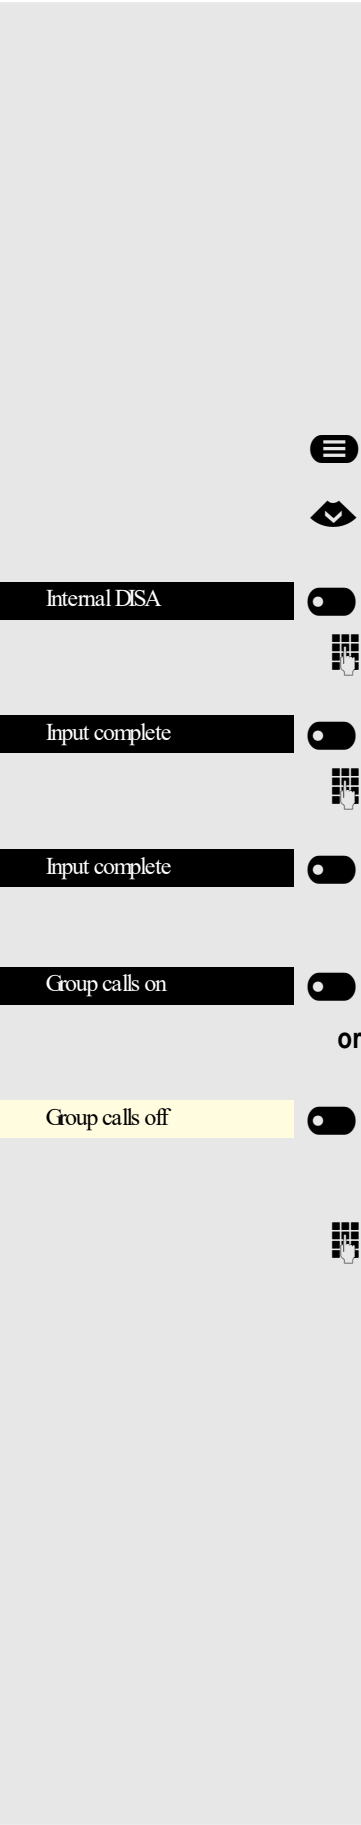 Internal DISA
Input complete
Input complete
Group calls on
or
Group calls off